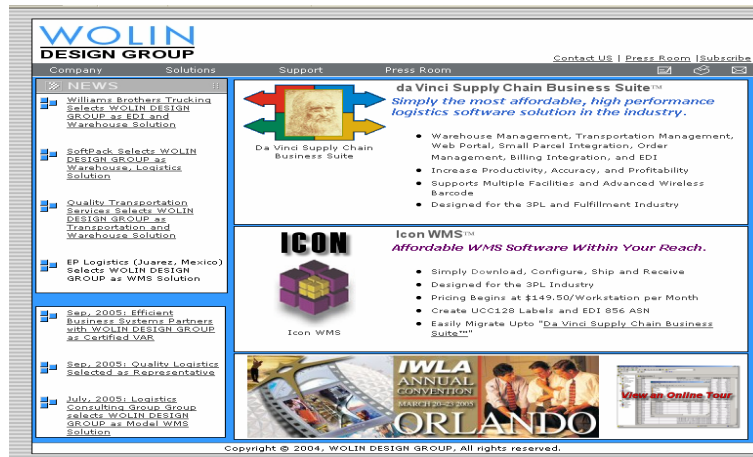 WOLIN
DESIGN GROUP
Contact US | Press Room |Subscribe
Company Solutions Support Press Room
NEWS
Williams Brothers Trucking
Selects WOLIN DESIGN
GROUP as EDI and
Warehouse Solution
SoftPack Selects WOLIN
DESIGN GROUP as
Warehouse, Logistics
Solution
Quality Transportation
Services Selects WOLIN
DESIGN GROUP as
Transportation and
Warehouse Solution
EP Logistics (Juarez, Mexico)
Selects WOLIN DESIGN
GROUP as WMS Solution
Sep, 2005: Efficient
Business Systems Partners
with WOLIN DESIGN GROUP
as Certified VAR
Sep, 2005: Quality Logistics
Selected as Representative
July, 2005: Logistics
Consulting Group Group
selects WOLIN DESIGN
GROUP as Model WMS
Solution
Da Vinci Supply Chain
Business Suite
da Vinci Supply Chain Business Suite™
Simply the most affordable, high performance
logistics software solution in the industry.
Warehouse Management, Transportation Management,
Web Portal, Small Parcel Integration, Order
Management, Billing Integration, and EDI
Increase Productivity, Accuracy, and Profitability
Supports Multiple Facilities and Advanced Wireless
Barcode
Designed for the 3PL and Fulfillment Industry
ICON
Icon WMS
Icon WMS™
Affordable WMS Software Within Your Reach.
Simply Download, Configure, Ship and Receive
Designed for the 3PL Industry
Pricing Begins at $149.50/Workstation per Month
Create UCC128 Labels and EDI 856 ASN
Easily Migrate Upto "Da Vinci Supply Chain Business
Suite™"
IWLA
ANNUAL
CONVENTION
MARCH 20-23 2005
ORLANDO
View an Online Tour
Copyright © 2004, WOLIN DESIGN GROUP, All rights reserved.